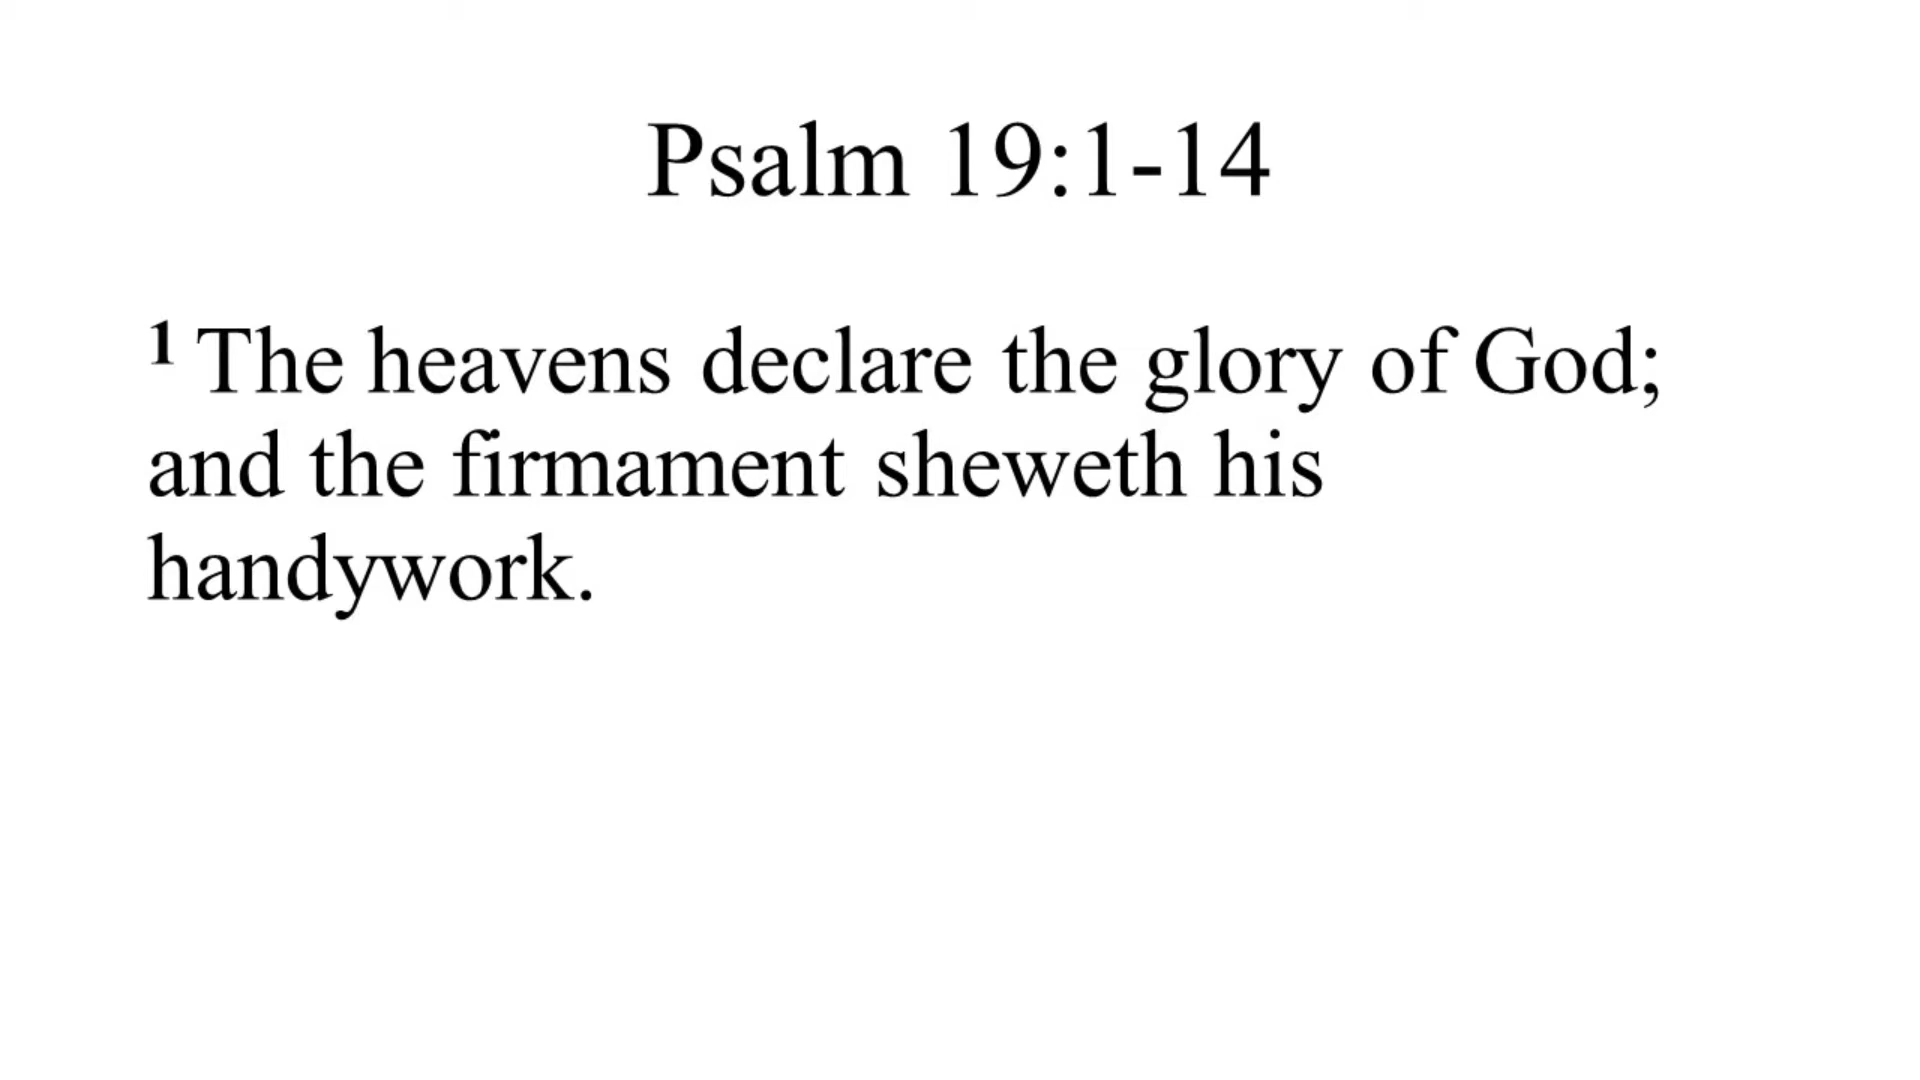 Psalm 19:1-14
1 The heavens declare the glory of God;
and the firmament sheweth his
handywork.